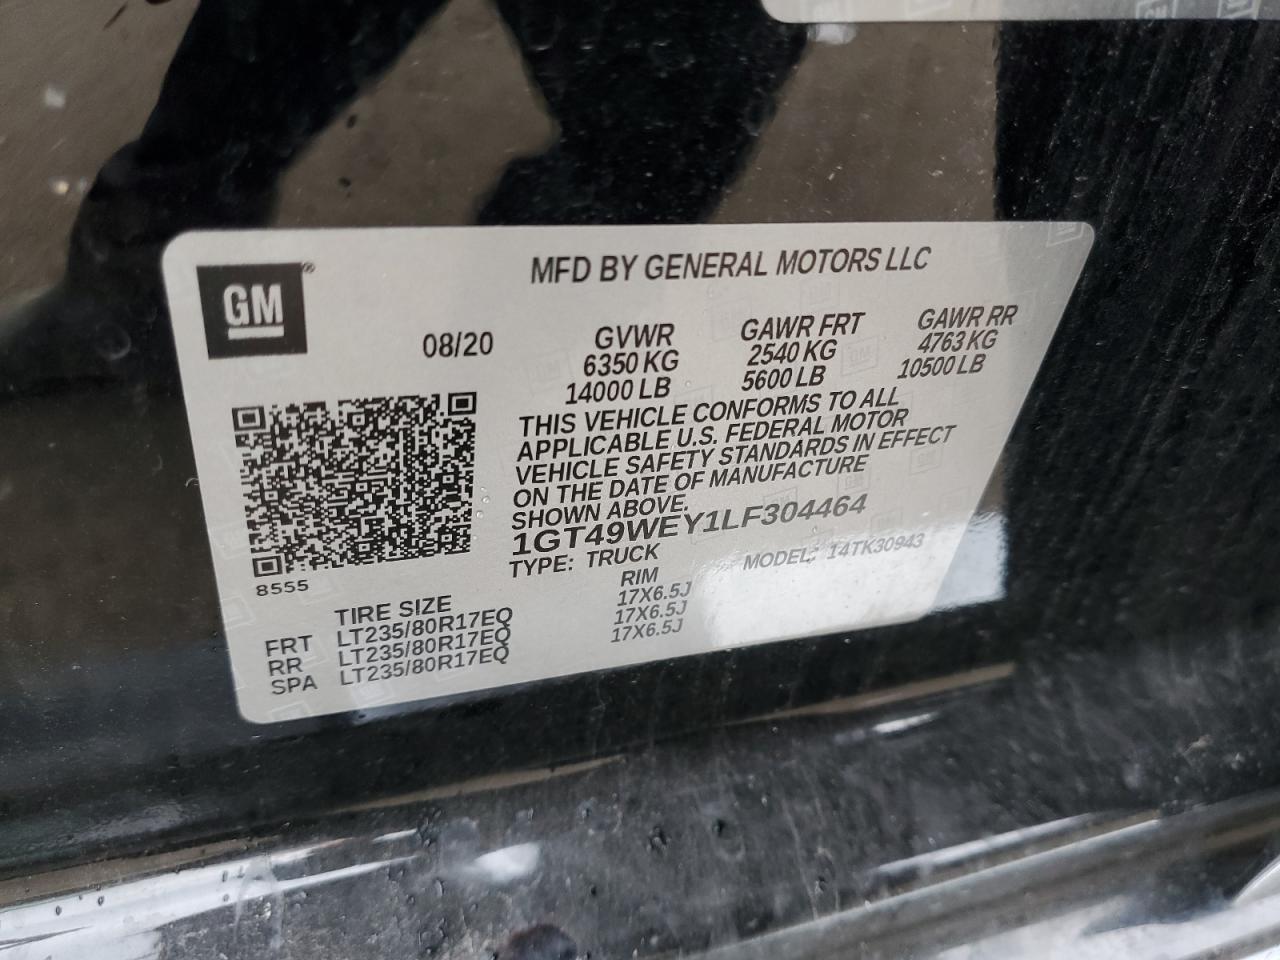 MFD BY GENERAL MOTORS LLC
GM®
08/20
GVWR GAWR FRT GAWR RR
6350 KG 2540 KG 4763 KG
14000 LB 5600 LB 10500 LB
THIS VEHICLE CONFORMS TO ALL
APPLICABLE U.S. FEDERAL MOTOR
VEHICLE SAFETY STANDARDS IN EFFECT
ON THE DATE OF MANUFACTURE
SHOWN ABOVE.
1GT49WEY1LF304464
TYPE: TRUCK MODEL: 14TK30943
8555
TIRE SIZE RIM
FRT LT235/80R17EQ 17X6.5J
RR LT235/80R17EQ 17X6.5J
SPA LT235/80R17EQ 17X6.5J